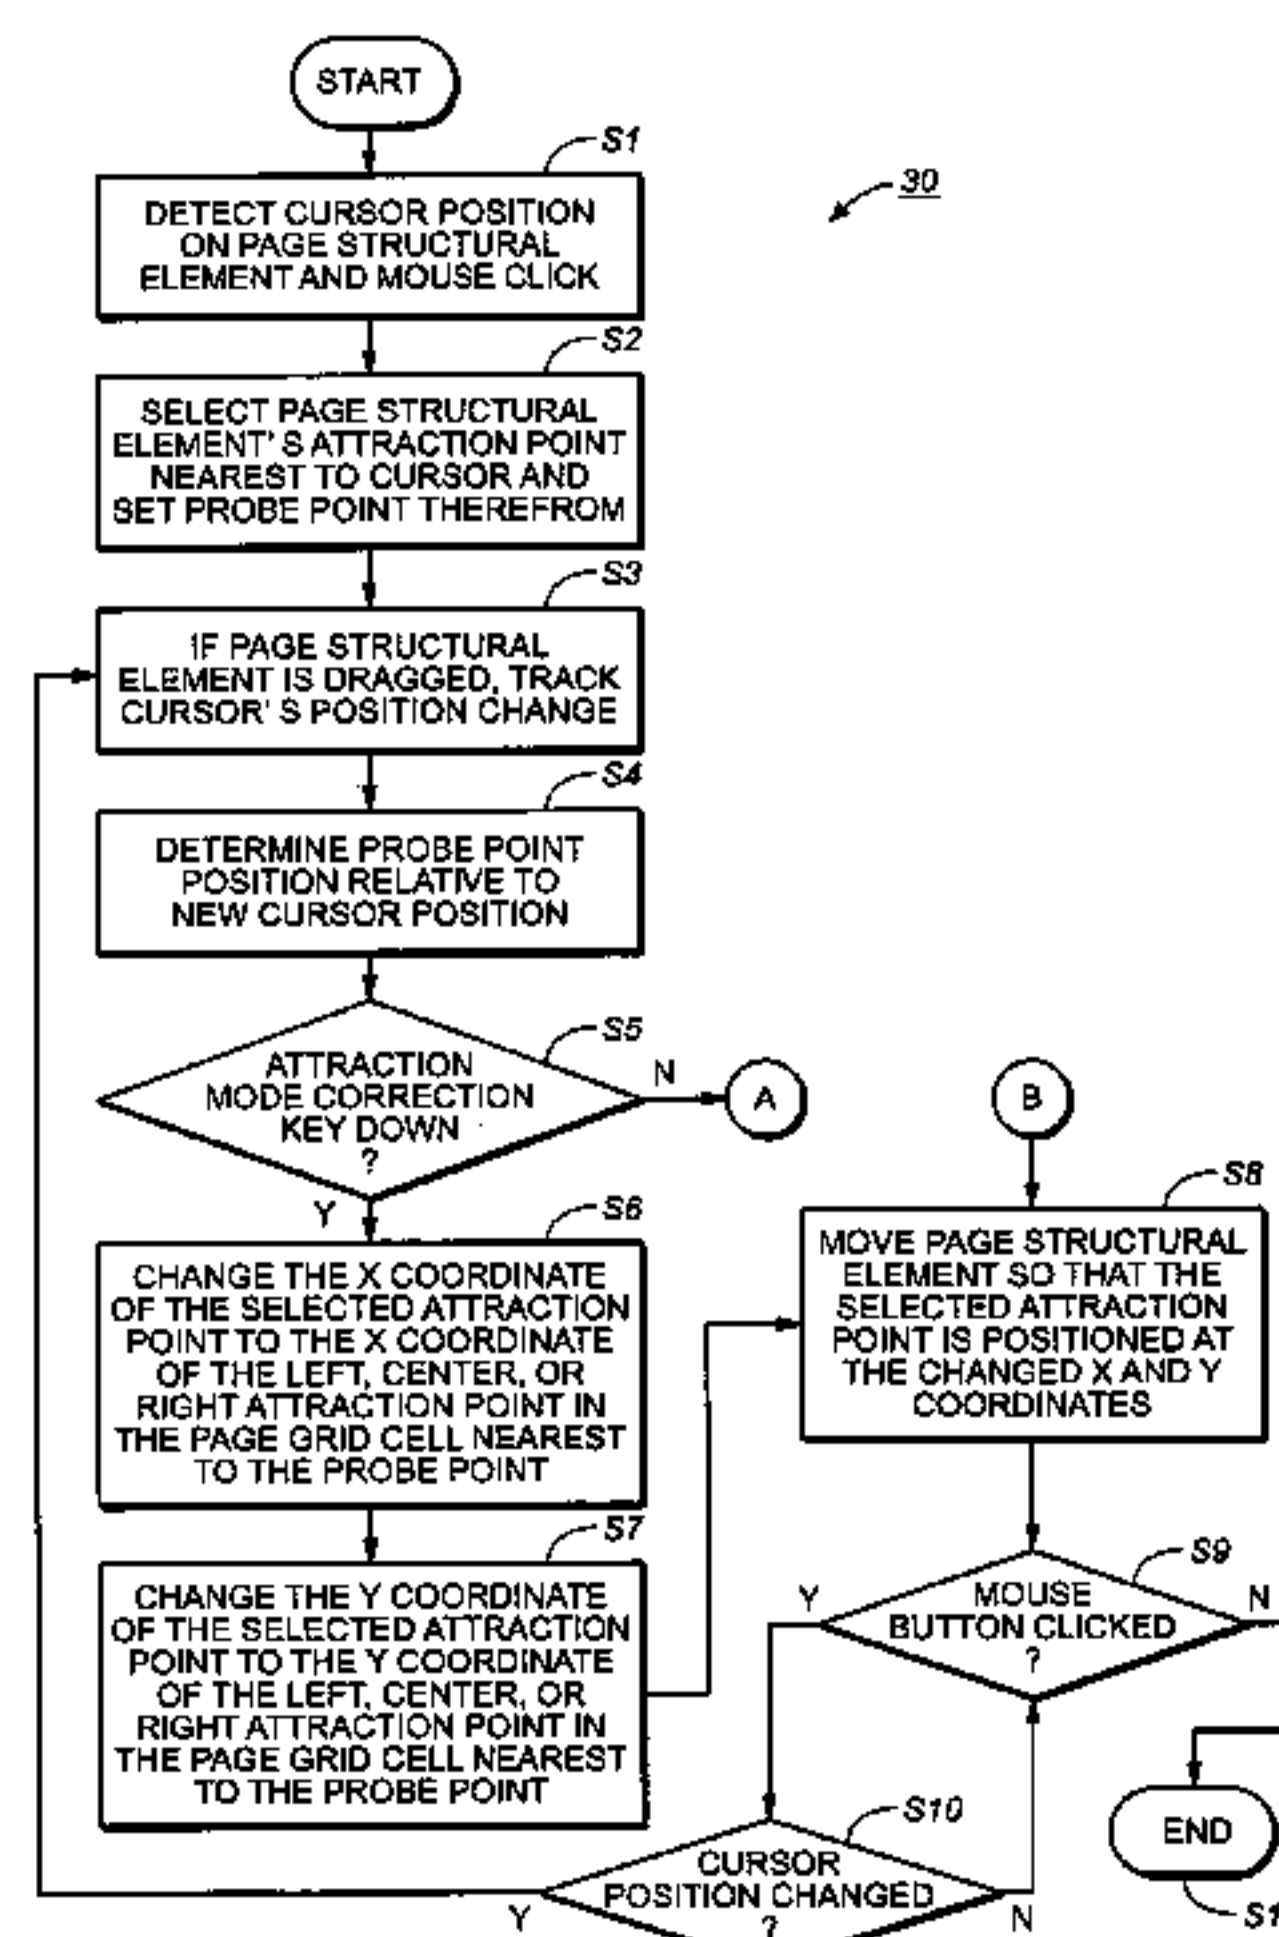 START
S1
30
DETECT CURSOR POSITION
ON PAGE STRUCTURAL
ELEMENT AND MOUSE CLICK
S2
SELECT PAGE STRUCTURAL
ELEMENT'S ATTRACTION POINT
NEAREST TO CURSOR AND
SET PROBE POINT THEREFROM
S3
IF PAGE STRUCTURAL
ELEMENT IS DRAGGED, TRACK
CURSOR'S POSITION CHANGE
S4
DETERMINE PROBE POINT
POSITION RELATIVE TO
NEW CURSOR POSITION
S5
ATTRACTION
MODE CORRECTION
KEY DOWN
?
N
A
B
Y
S6
CHANGE THE X COORDINATE
OF THE SELECTED ATTRACTION
POINT TO THE X COORDINATE
OF THE LEFT, CENTER, OR
RIGHT ATTRACTION POINT IN
THE PAGE GRID CELL NEAREST
TO THE PROBE POINT
S7
CHANGE THE Y COORDINATE
OF THE SELECTED ATTRACTION
POINT TO THE Y COORDINATE
OF THE LEFT, CENTER, OR
RIGHT ATTRACTION POINT IN
THE PAGE GRID CELL NEAREST
TO THE PROBE POINT
S8
MOVE PAGE STRUCTURAL
ELEMENT SO THAT THE
SELECTED ATTRACTION
POINT IS POSITIONED AT
THE CHANGED X AND Y
COORDINATES
S9
MOUSE
BUTTON CLICKED
?
Y
N
END
S10
CURSOR
POSITION CHANGED
?
Y
N